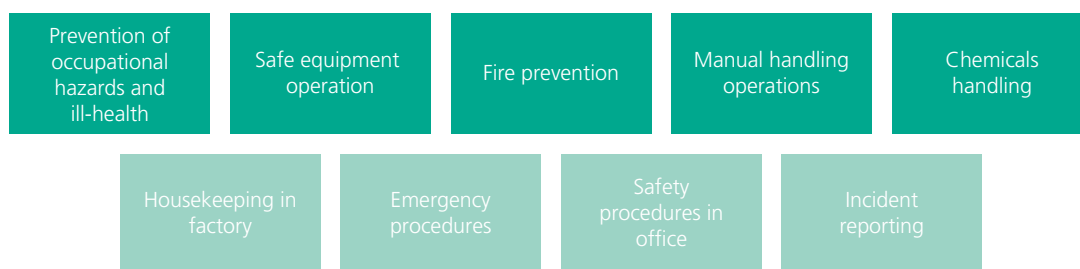 Prevention of
occupational
hazards and
ill-health
Safe equipment
operation
Fire prevention
Manual handling
operations
Chemicals
handling
Housekeeping in
factory
Emergency
procedures
Safety
procedures in
office
Incident
reporting